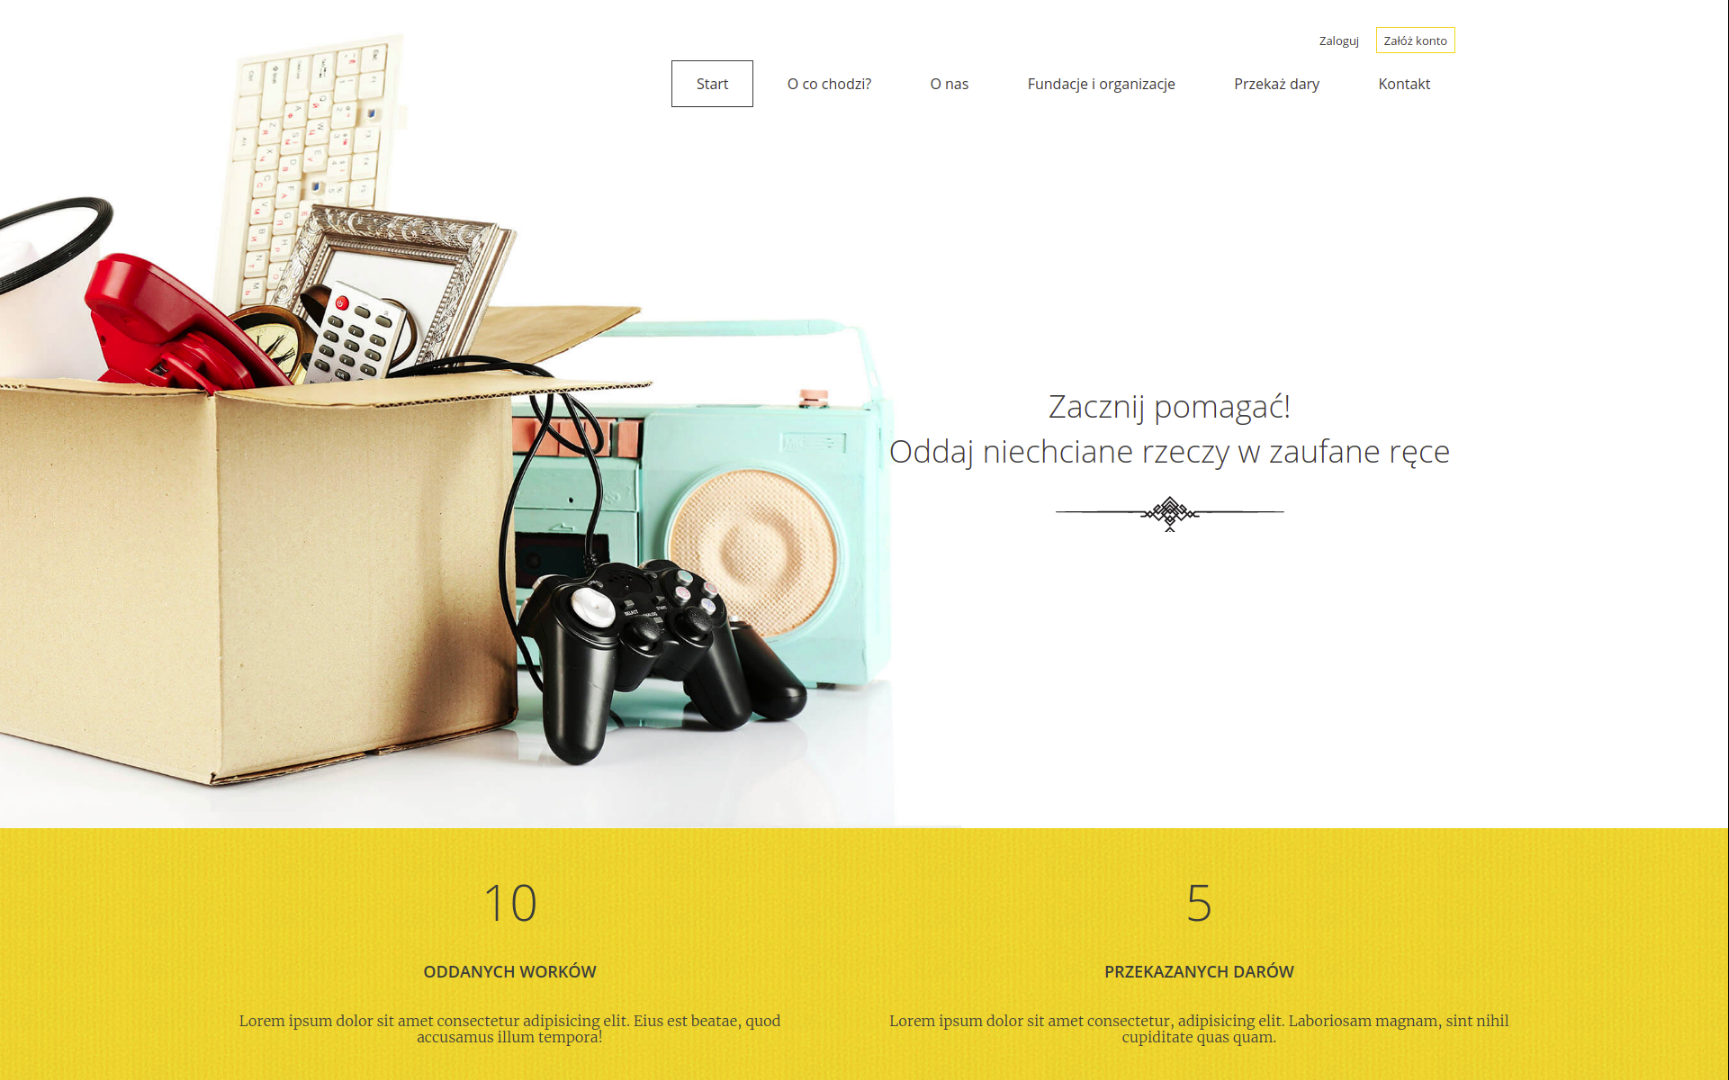 Zaloguj
Załóż konto
Start
O co chodzi?
O nas
Fundacje i organizacje
Przekaż dary
Kontakt
Zacznij pomagać!
Oddaj niechciane rzeczy w zaufane ręce
10
ODDANYCH WORKÓW
Lorem ipsum dolor sit amet consectetur adipisicing elit. Eius est beatae, quod
accusamus illum tempora!
5
PRZEKAZANYCH DARÓW
Lorem ipsum dolor sit amet consectetur, adipisicing elit. Laboriosam magnam, sint nihil
cupiditate quas quam.